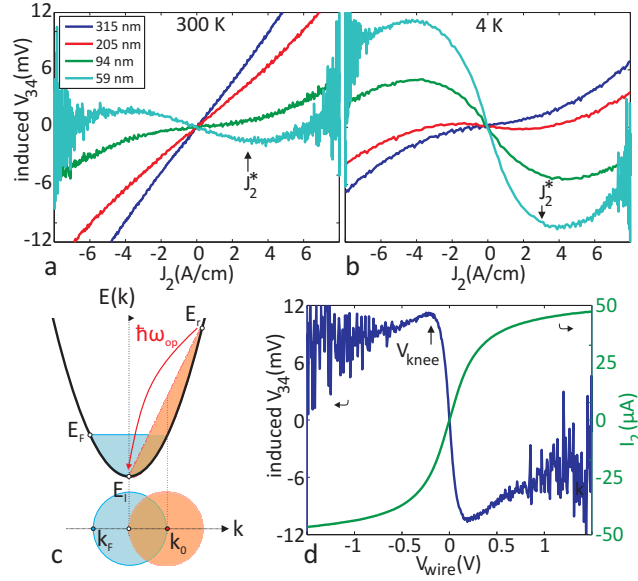 12
6
0
-6
-12
induced V34(mV)
315 nm
205 nm
94 nm
59 nm
300 K
J2*
a
-6 -4 -2 0 2 4 6
J2(A/cm)
4 K
J2*
b
-6 -4 -2 0 2 4 6
J2(A/cm)
E(k)
Er
ħωop
EF
Ei
kF
k0
k
c
12
6
0
-6
-12
induced V34(mV)
Vknee
k
50
25
0
-25
-50
I2 (µA)
-1 -0.5 0 0.5 1
Vwire(V)
d